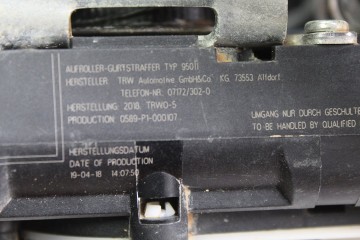 AUFROLLER-GURTSTRAFFER TYP 95011
HERSTELLER TRW Automotive GmbH&Co KG 73553 Alfdorf
TELEFON-NR. 07172/302-0
HERSTELLUNG 2018, TRWO-5
PRODUCTION 0589-P1-000107
UMGANG NUR DURCH GESCHULTE
TO BE HANDLED BY QUALIFIED
HERSTELLUNGSDATUM
DATE OF PRODUCTION
19-04-18 14:07:50